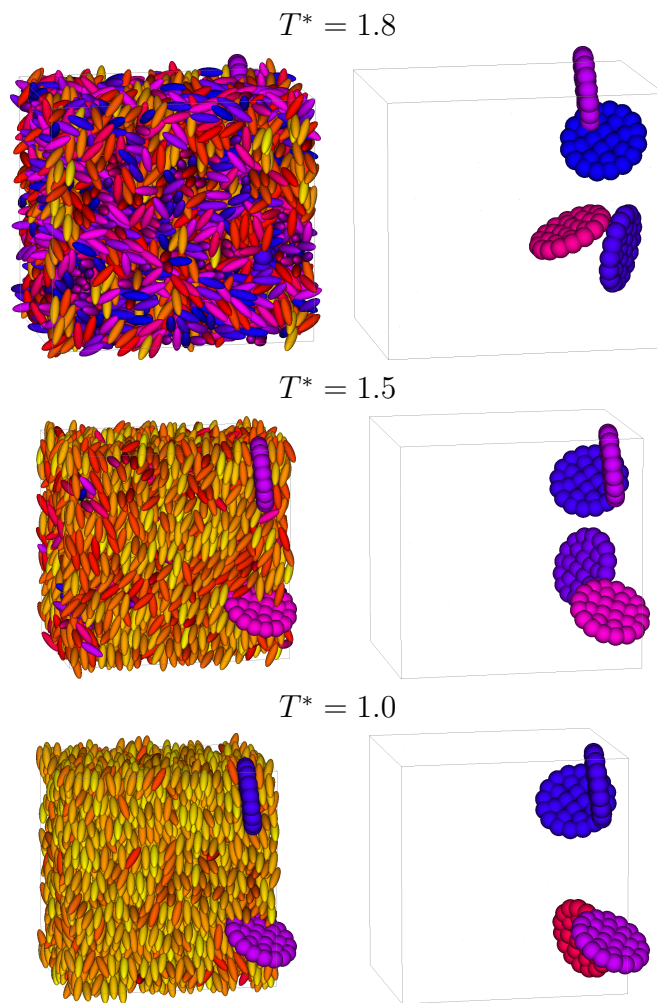 T* = 1.8
T* = 1.5
T* = 1.0